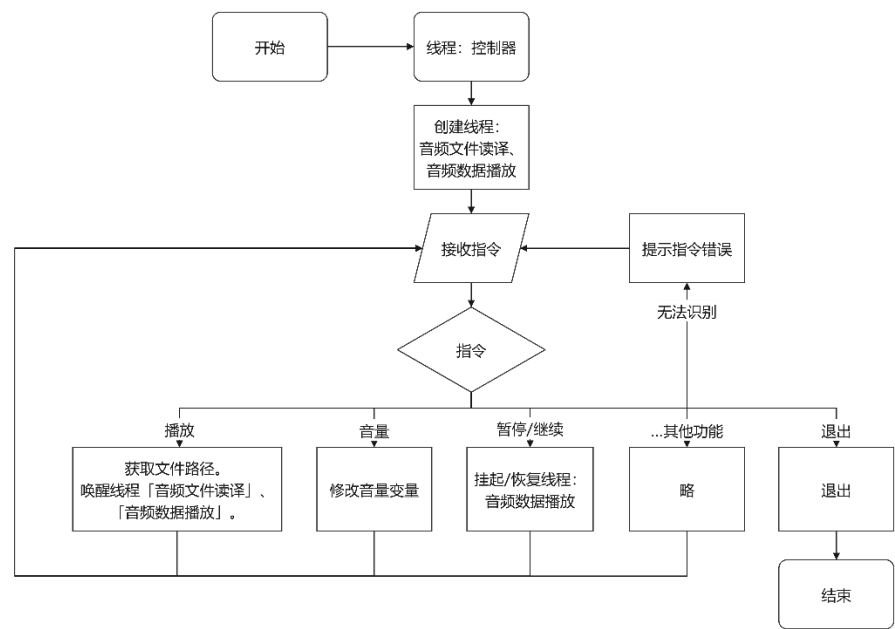 开始
线程：控制器
创建线程：
音频文件读译、
音频数据播放
接收指令
提示指令错误
无法识别
指令
播放
音量
暂停/继续
...其他功能
退出
获取文件路径。
唤醒线程「音频文件读译」、
「音频数据播放」。
修改音量变量
挂起/恢复线程：
音频数据播放
略
退出
结束